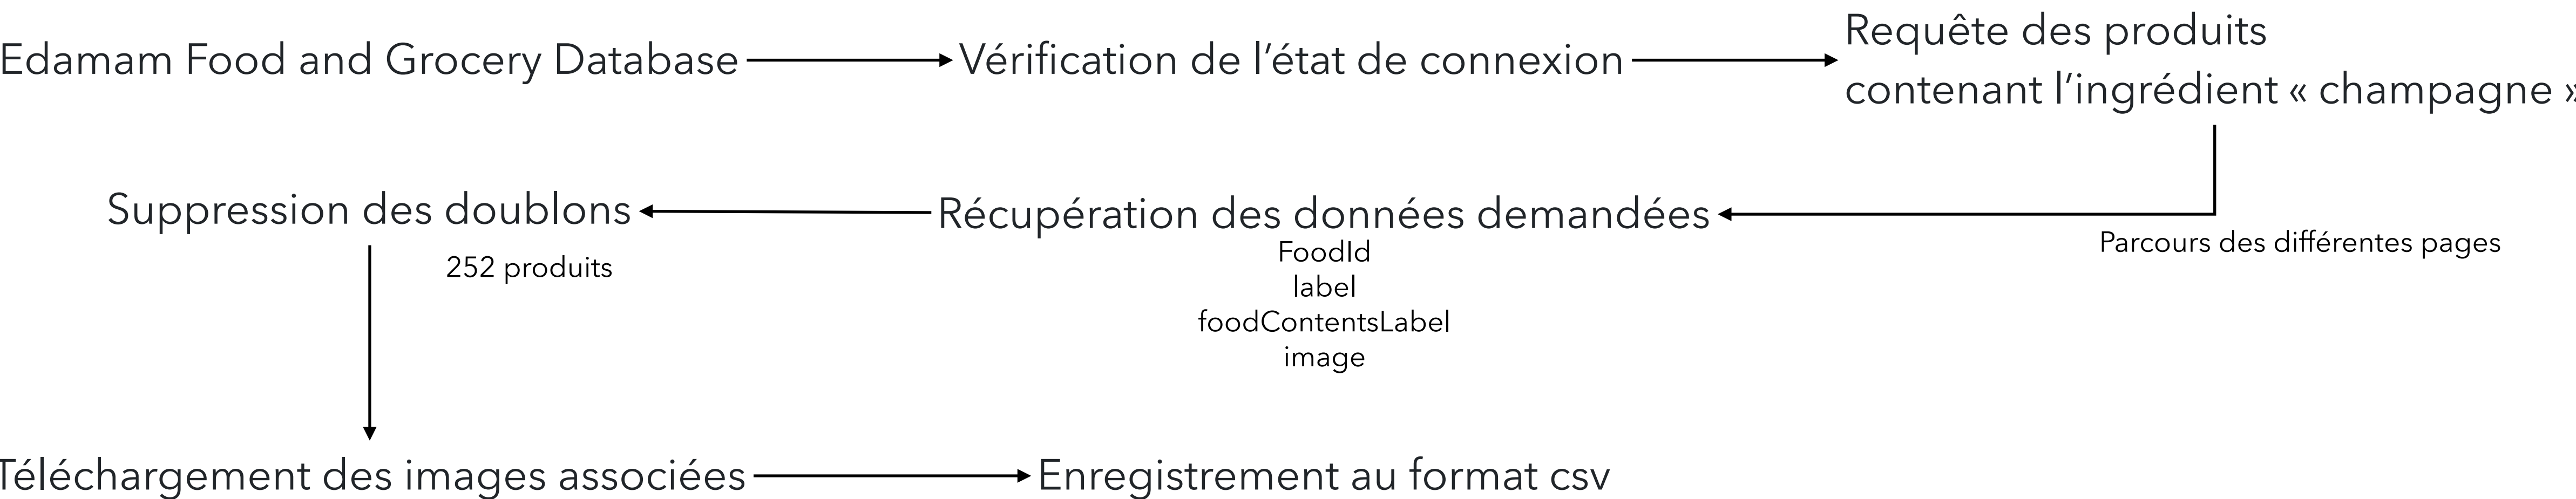 Edamam Food and Grocery Database
Vérification de l’état de connexion
Requête des produits
contenant l’ingrédient « champagne »
Parcours des différentes pages
Récupération des données demandées
FoodId
label
foodContentsLabel
image
Suppression des doublons
252 produits
Téléchargement des images associées
Enregistrement au format csv